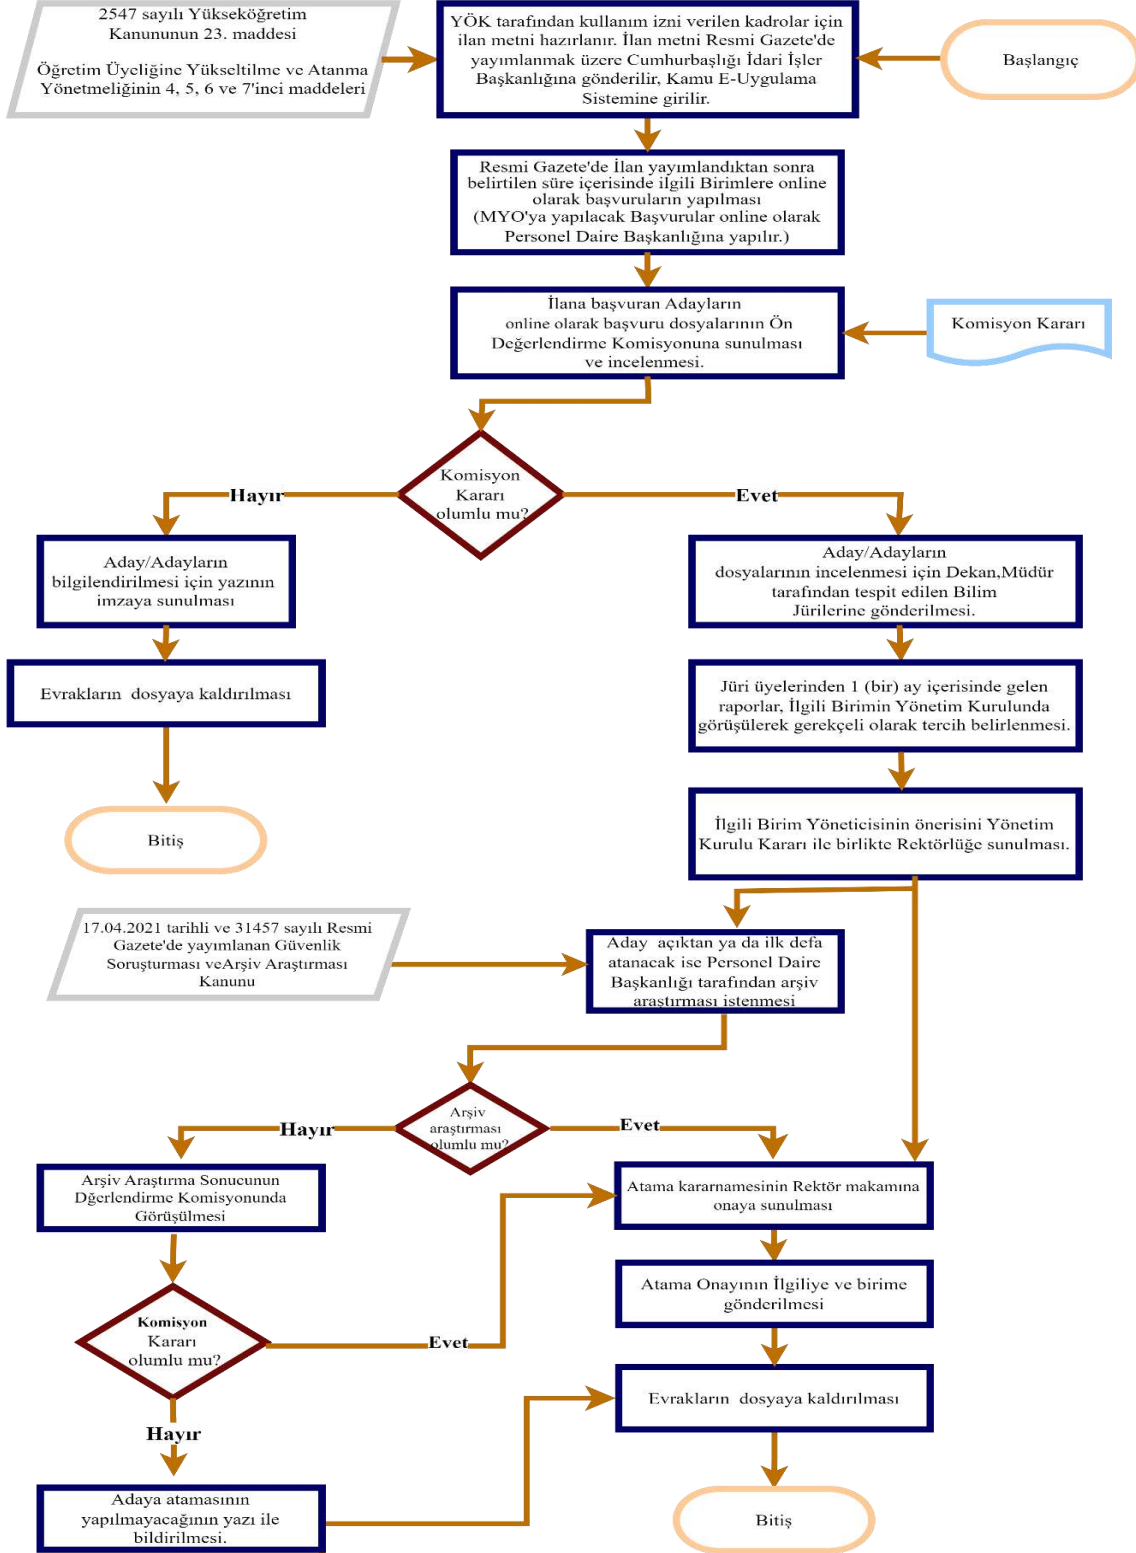 2547 sayılı Yükseköğretim
Kanununun 23. maddesi
Öğretim Üyeliğine Yükseltilme ve Atanma
Yönetmeliğinin 4, 5, 6 ve 7'inci maddeleri
YÖK tarafından kullanım izni verilen kadrolar için
ilan metni hazırlanır. İlan metni Resmi Gazete'de
yayımlanmak üzere Cumhurbaşlığı İdari İşler
Başkanlığına gönderilir, Kamu E-Uygulama
Sistemine girilir.
Başlangıç
Resmi Gazete'de İlan yayımlandıktan sonra
belirtilen süre içerisinde ilgili Birimlere online
olarak başvuruların yapılması
(MYO'ya yapılacak Başvurular online olarak
Personel Daire Başkanlığına yapılır.)
İlana başvuran Adayların
online olarak başvuru dosyalarının Ön
Değerlendirme Komisyonuna sunulması
ve incelenmesi.
Komisyon Kararı
Komisyon
Kararı
olumlu mu?
Hayır
Evet
Aday/Adayların
bilgilendirilmesi için yazının
imzaya sunulması
Aday/Adayların
dosyalarının incelenmesi için Dekan,Müdür
tarafından tespit edilen Bilim
Jürilerine gönderilmesi.
Evrakların dosyaya kaldırılması
Jüri üyelerinden 1 (bir) ay içerisinde gelen
raporlar, İlgili Birimin Yönetim Kurulunda
görüşülerek gerekçeli olarak tercih belirlenmesi.
Bitiş
İlgili Birim Yöneticisinin önerisini Yönetim
Kurulu Kararı ile birlikte Rektörlüğe sunulması.
17.04.2021 tarihli ve 31457 sayılı Resmi
Gazete'de yayımlanan Güvenlik
Soruşturması veArşiv Araştırması
Kanunu
Aday açıktan ya da ilk defa
atanacak ise Personel Daire
Başkanlığı tarafından arşiv
araştırması istenmesi
Arşiv
araştırması
olumlu mu?
Hayır
Evet
Arşiv Araştırma Sonucunun
Dğerlendirme Komisyonunda
Görüşülmesi
Atama kararnamesinin Rektör makamına
onaya sunulması
Atama Onayının İlgiliye ve birime
gönderilmesi
Komisyon
Kararı
olumlu mu?
Evet
Hayır
Evrakların dosyaya kaldırılması
Adaya atamasının
yapılmayacağının yazı ile
bildirilmesi.
Bitiş